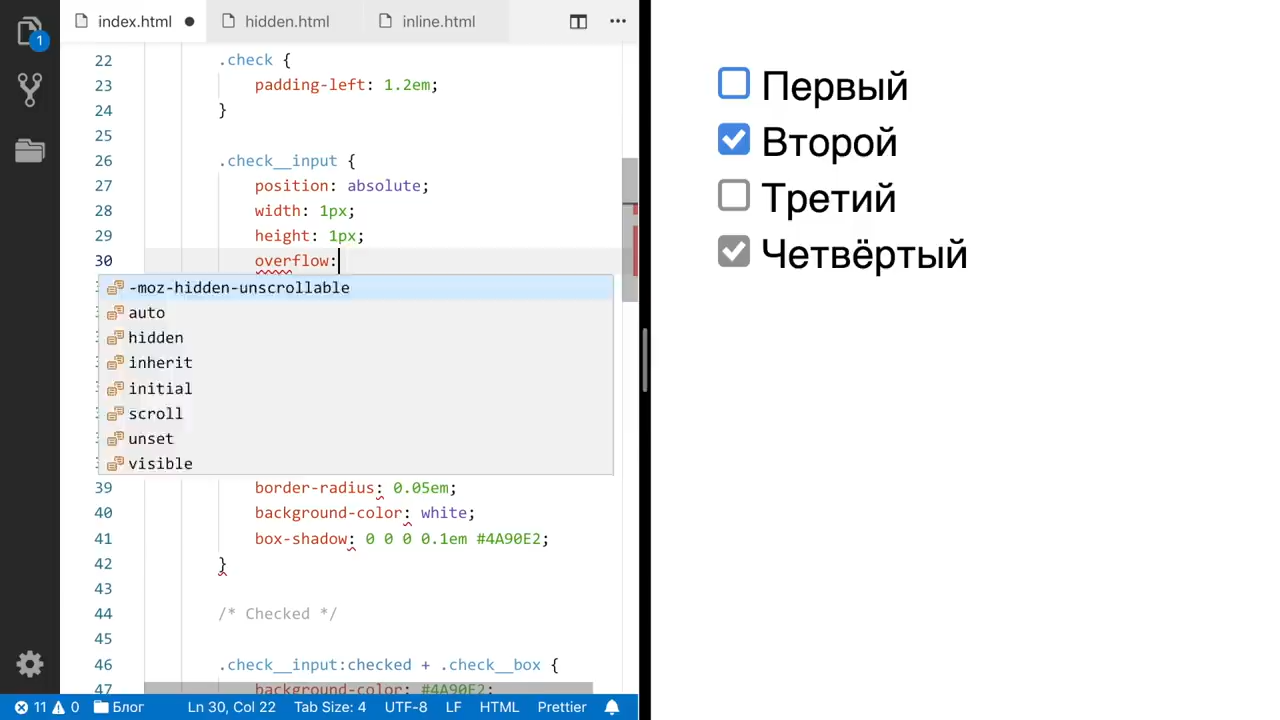 index.html
hidden.html
inline.html
1
22 .check {
23 padding-left: 1.2em;
24 }
25
26 .check__input {
27 position: absolute;
28 width: 1px;
29 height: 1px;
30 overflow:
-moz-hidden-unscrollable
auto
hidden
inherit
initial
scroll
unset
visible
39 border-radius: 0.05em;
40 background-color: white;
41 box-shadow: 0 0 0 0.1em #4A90E2;
42 }
43
44 /* Checked */
45
46 .check__input:checked + .check__box {
47 background-color: #4A90E2;
11 0 Блог Ln 30, Col 22 Tab Size: 4 UTF-8 LF HTML Prettier
Первый
Второй
Третий
Четвёртый